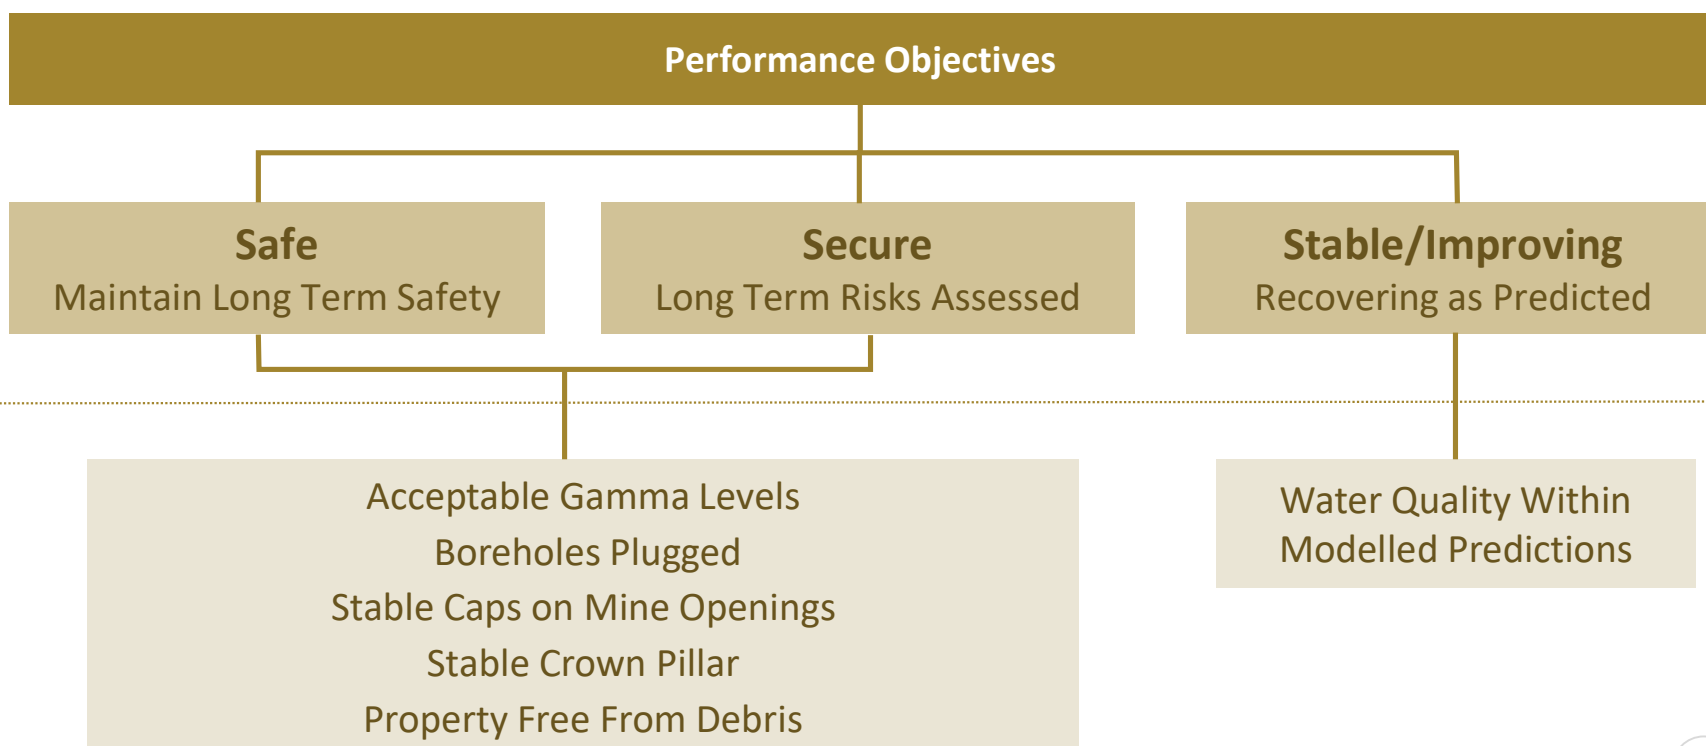 Performance Objectives
Safe
Maintain Long Term Safety
Secure
Long Term Risks Assessed
Stable/Improving
Recovering as Predicted
Acceptable Gamma Levels
Boreholes Plugged
Stable Caps on Mine Openings
Stable Crown Pillar
Property Free From Debris
Water Quality Within
Modelled Predictions